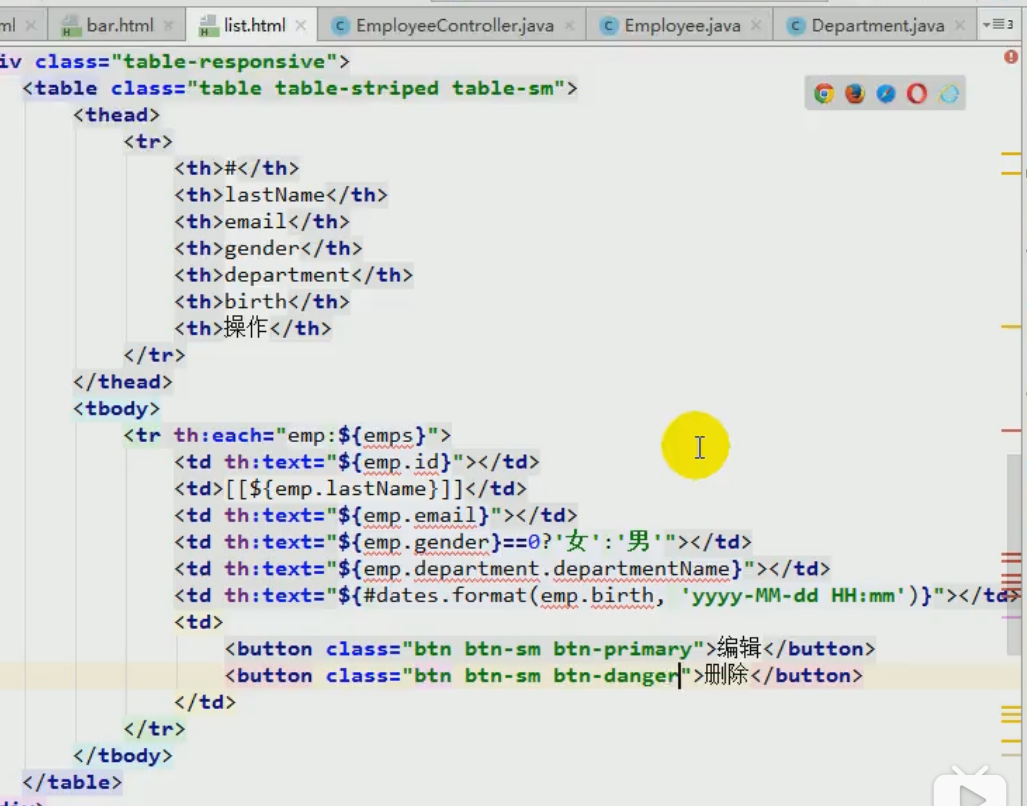 ml × bar.html × list.html × EmployeeController.java × Employee.java × Department.java × 3
iv class="table-responsive">
<table class="table table-striped table-sm">
<thead>
<tr>
<th>#</th>
<th>lastName</th>
<th>email</th>
<th>gender</th>
<th>department</th>
<th>birth</th>
<th>操作</th>
</tr>
</thead>
<tbody>
<tr th:each="emp:${emps}">
<td th:text="${emp.id}"></td>
<td>[[${emp.lastName}]]</td>
<td th:text="${emp.email}"></td>
<td th:text="${emp.gender}==0?'女':'男'"></td>
<td th:text="${emp.department.departmentName}"></td>
<td th:text="${#dates.format(emp.birth, 'yyyy-MM-dd HH:mm')}"></td>
<td>
<button class="btn btn-sm btn-primary">编辑</button>
<button class="btn btn-sm btn-danger">删除</button>
</td>
</tr>
</tbody>
</table>